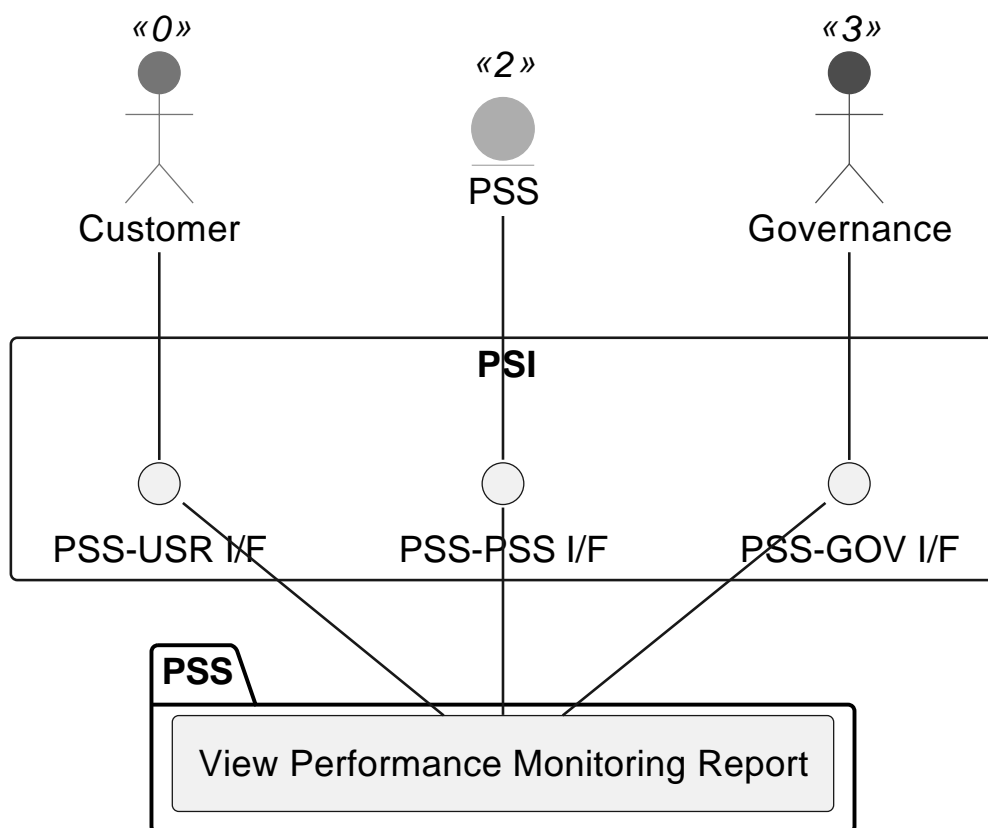 «0»
«2»
«3»
Customer
PSS
Governance
PSI
PSS-USR I/F
PSS-PSS I/F
PSS-GOV I/F
PSS
View Performance Monitoring Report